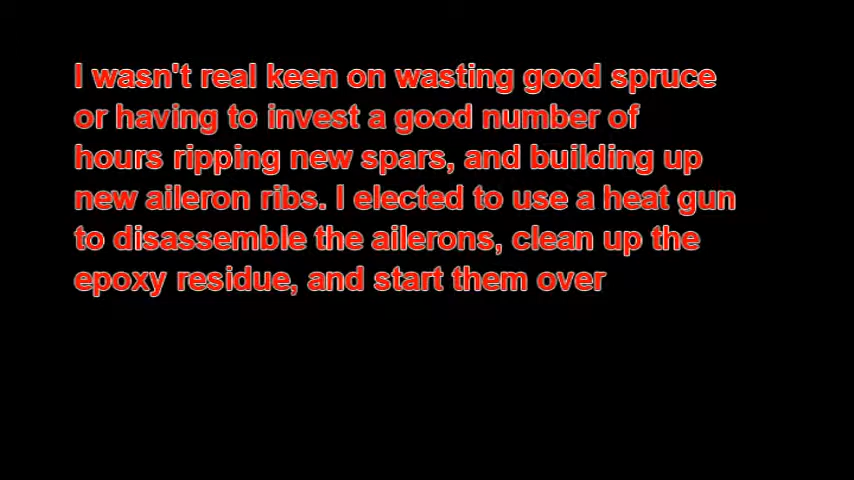 I wasn't real keen on wasting good spruce
or having to invest a good number of
hours ripping new spars, and building up
new aileron ribs. I elected to use a heat gun
to disassemble the ailerons, clean up the
epoxy residue, and start them over